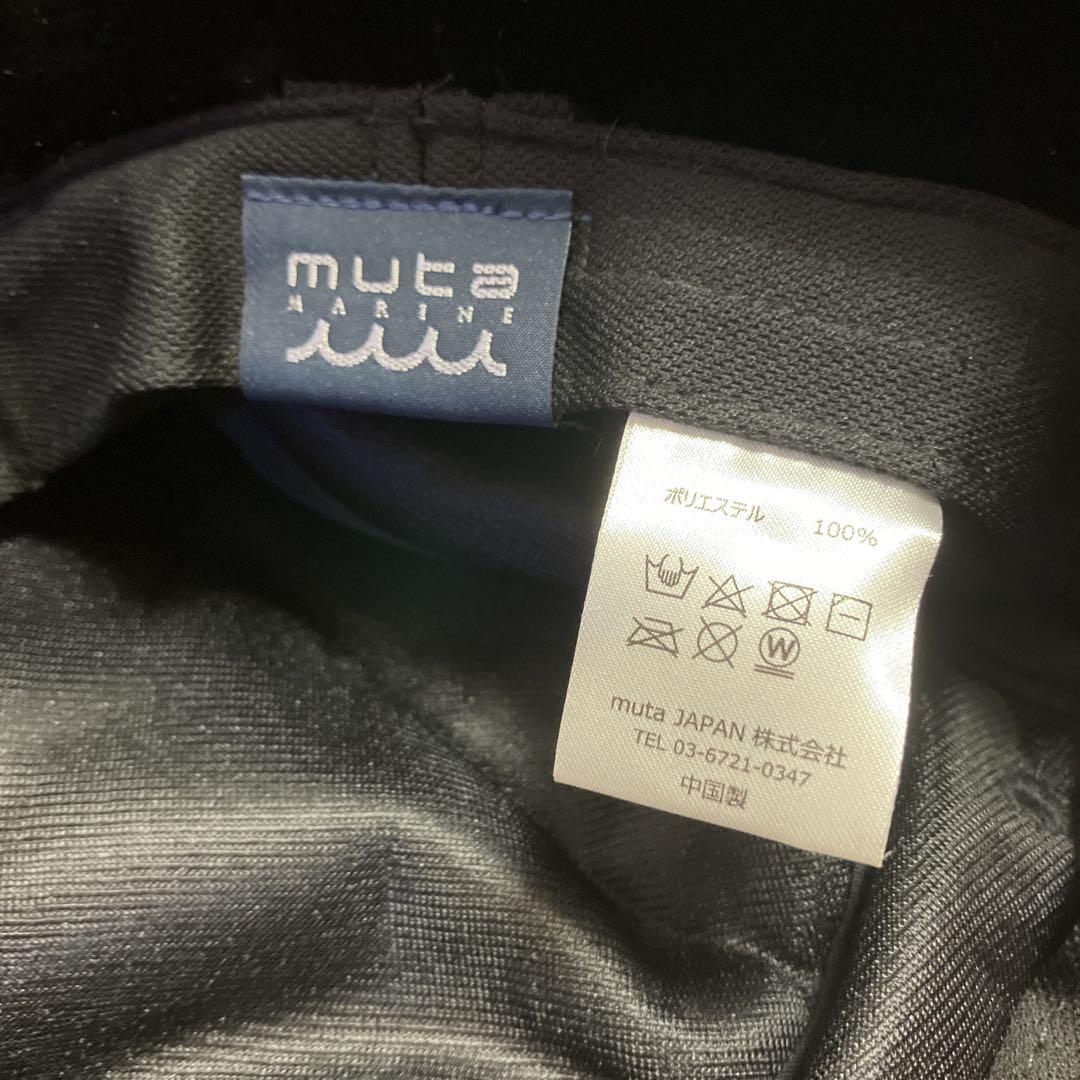 muta
MARINE
ポリエステル 100%
W
muta JAPAN 株式会社
TEL 03-6721-0347
中国製